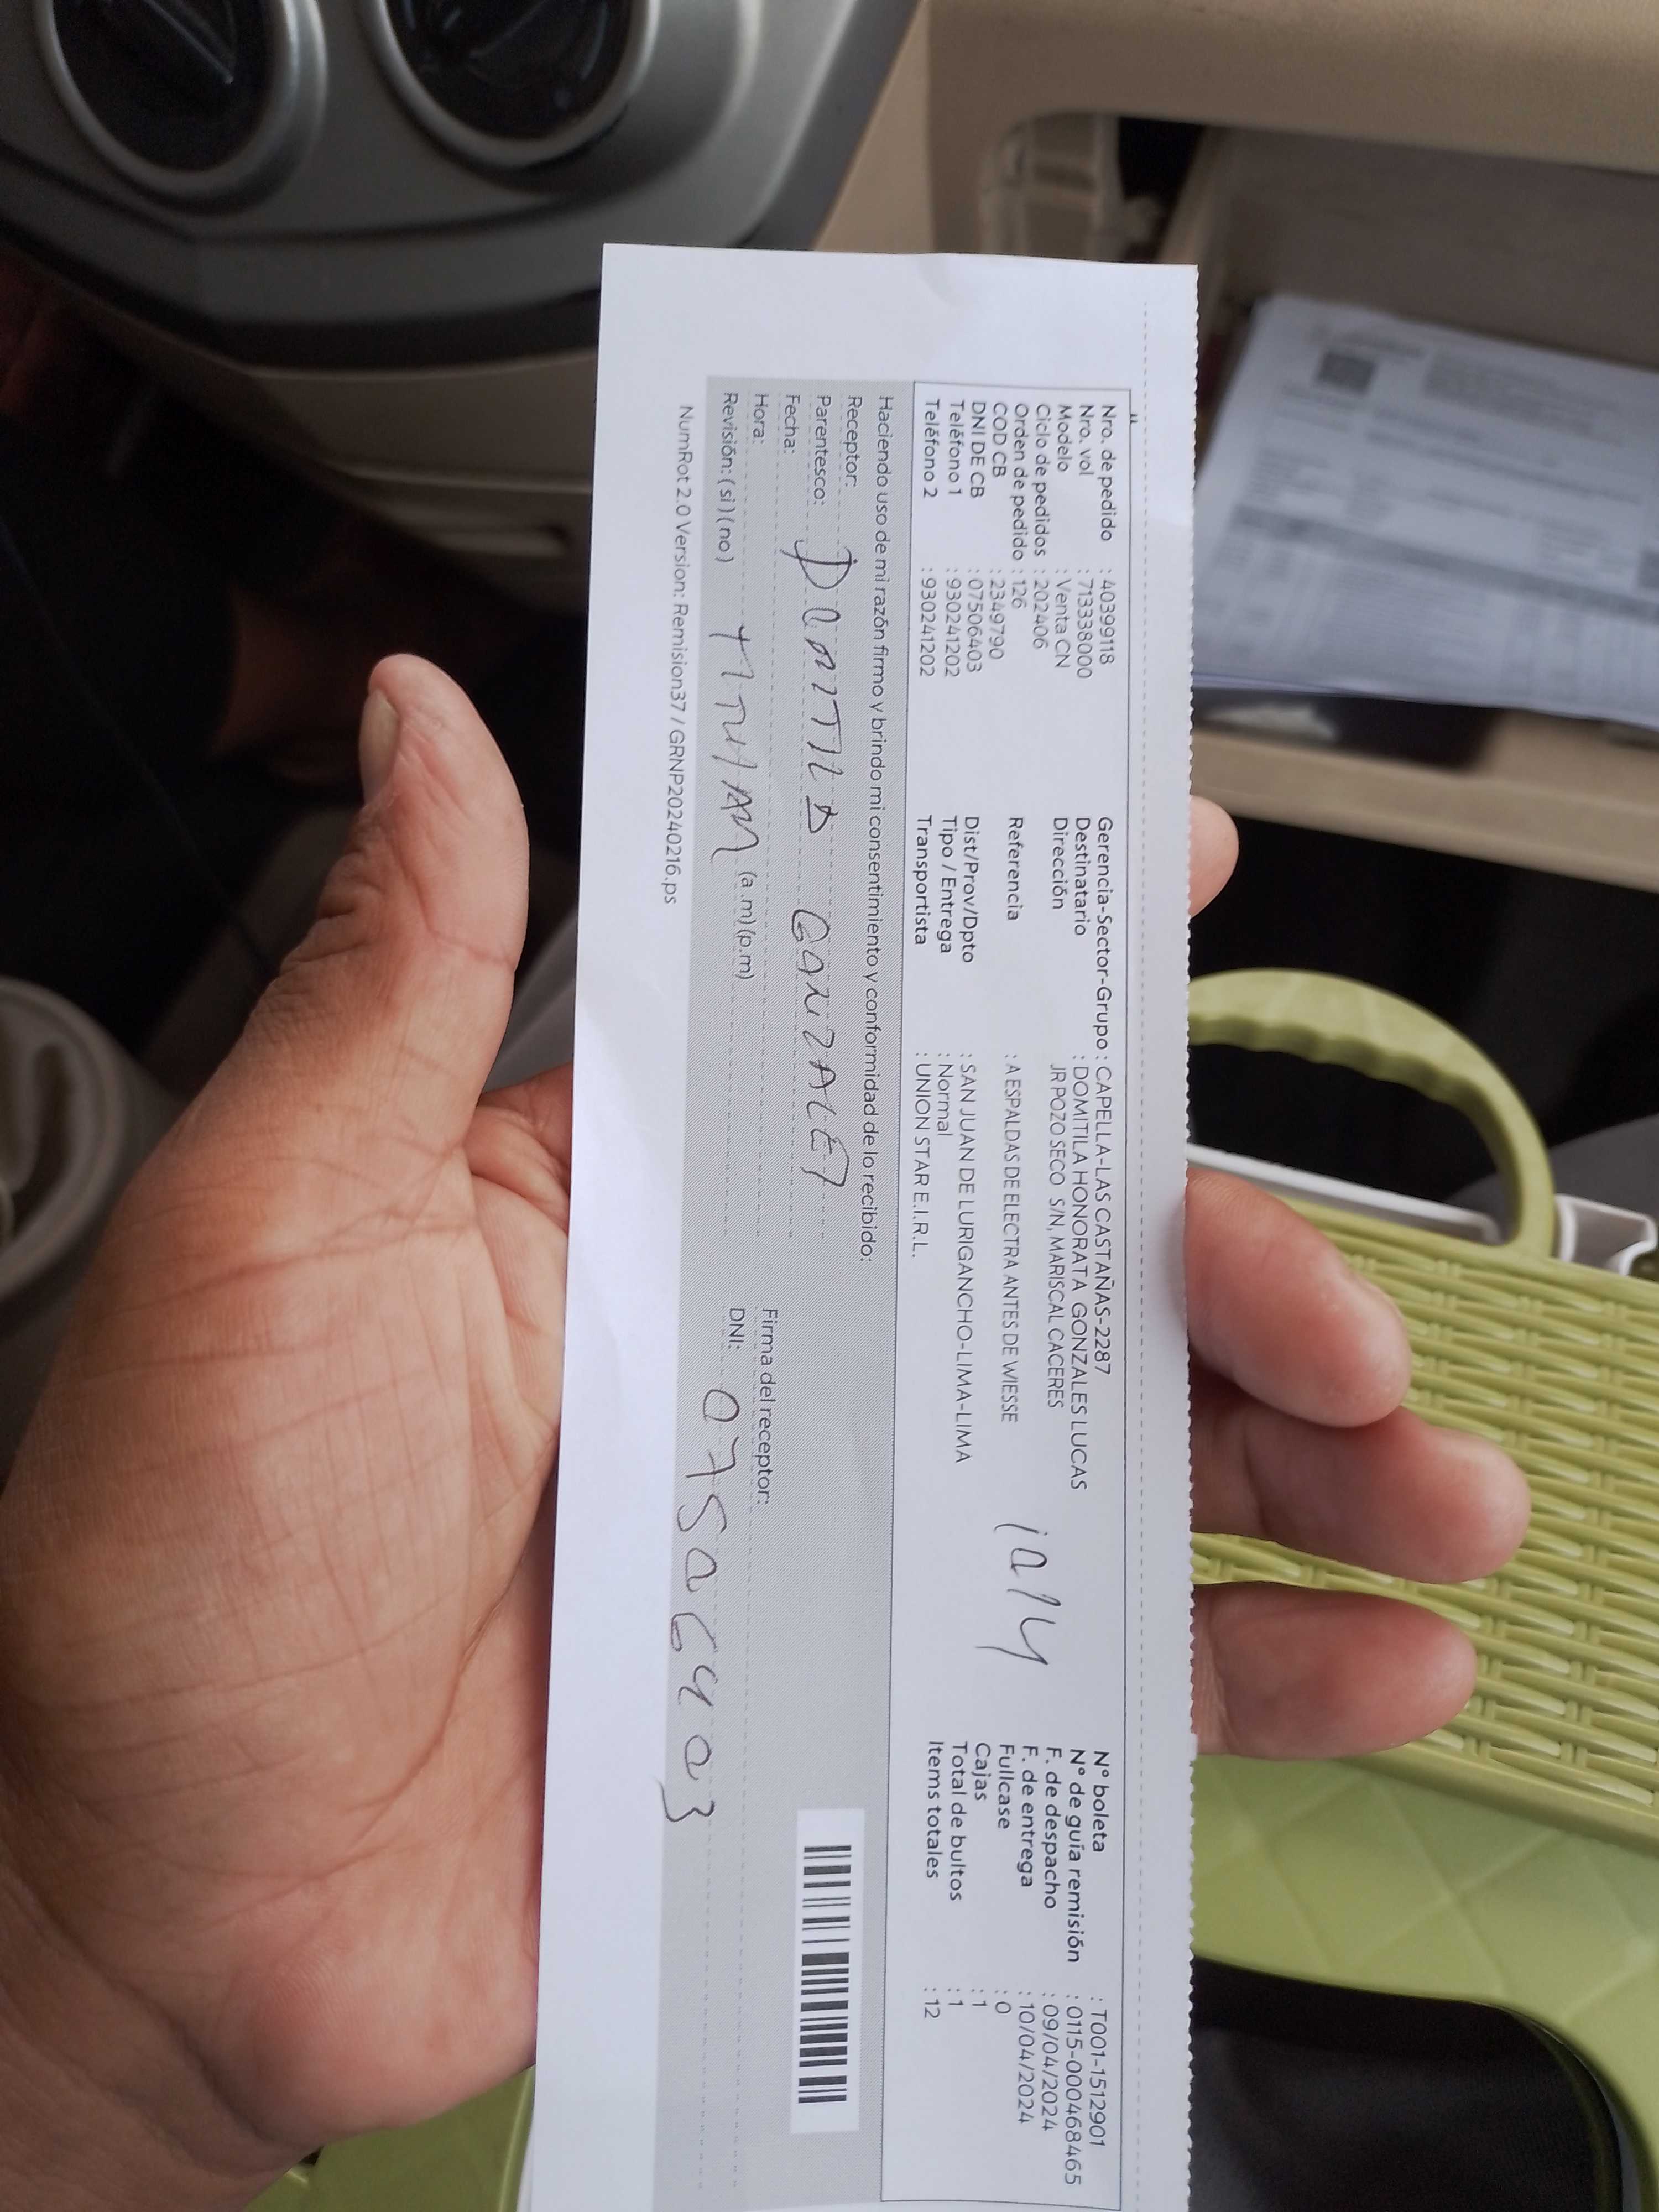 Nro. de pedido : 40399118
Nro. vol : 713338000
Modelo : Venta CN
Ciclo de pedidos : 202406
Orden de pedido : 126
COD CB : 2349790
DNI DE CB : 07506403
Teléfono 1 : 930241202
Teléfono 2 : 930241202
Gerencia-Sector-Grupo : CAPELLA-LAS CASTAÑAS-2287
Destinatario : DOMITILA HONORATA GONZALES LUCAS
Dirección JR POZO SECO S/N, MARISCAL CACERES
Referencia : A ESPALDAS DE ELECTRA ANTES DE WIESSE
Dist/Prov/Dpto : SAN JUAN DE LURIGANCHO-LIMA-LIMA
Tipo / Entrega : Normal
Transportista : UNION STAR E.I.R.L.
10/4
N° boleta : T001-1512901
N° de guía remisión : 0115-000468465
F. de despacho : 09/04/2024
F. de entrega : 10/04/2024
Fullcase : 0
Cajas : 1
Total de bultos : 1
Items totales : 12
Haciendo uso de mi razón firmo y brindo mi consentimiento y conformidad de lo recibido:
Receptor:
Parentesco:
Fecha:
Hora: (a.m) (p.m)
Revisión: (si) (no)
Firma del receptor:
DNI: 07506403
NumRot 2.0 Version: Remision37 / GRNP20240216.ps